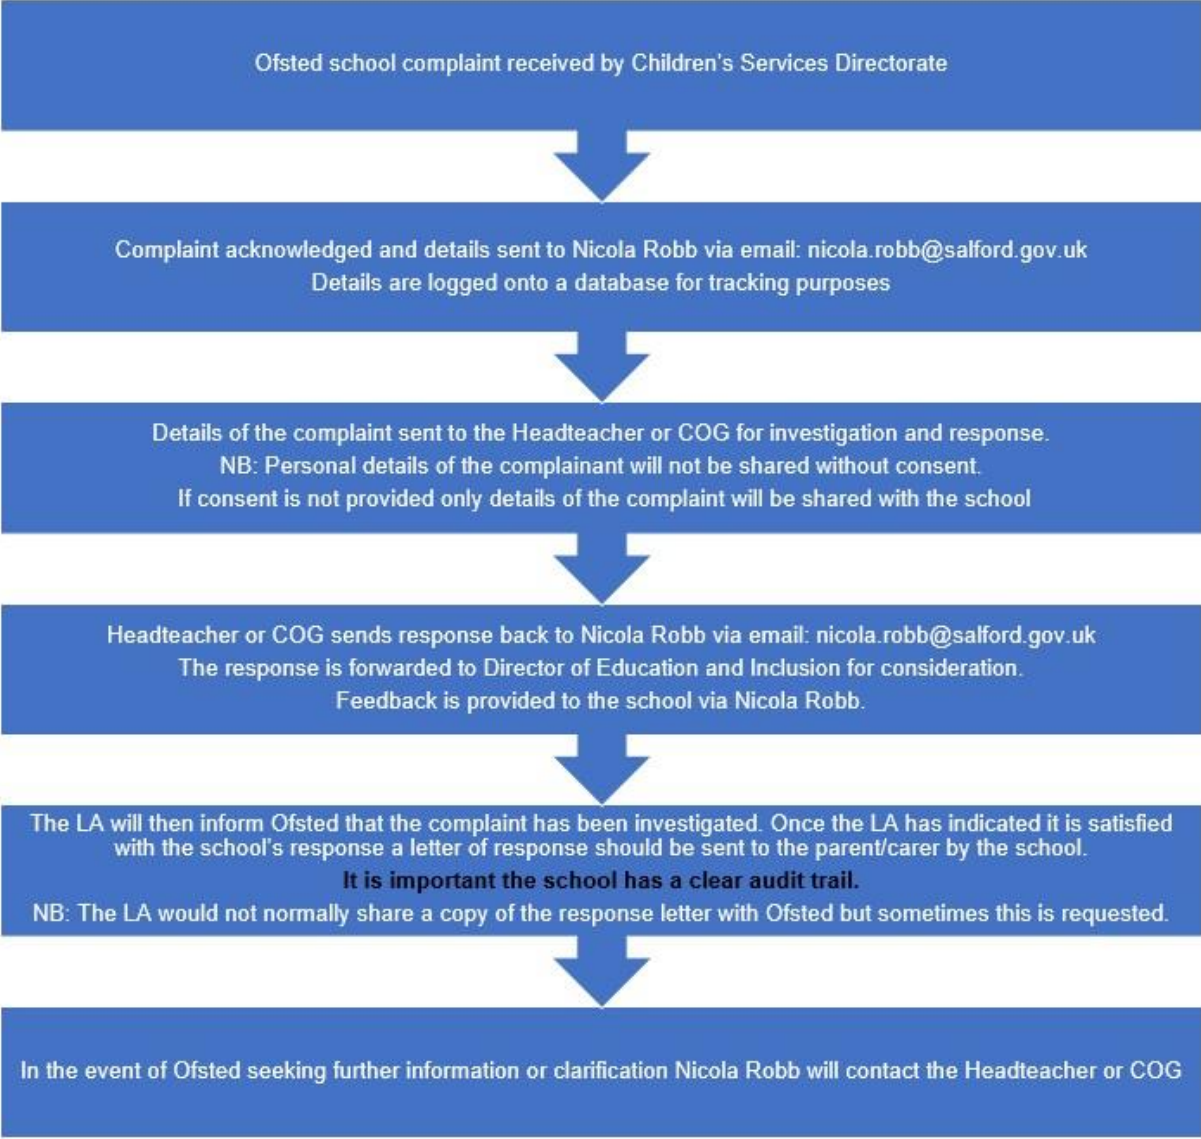 Ofsted school complaint received by Children's Services Directorate
Complaint acknowledged and details sent to Nicola Robb via email: nicola.robb@salford.gov.uk
Details are logged onto a database for tracking purposes
Details of the complaint sent to the Headteacher or COG for investigation and response.
NB: Personal details of the complainant will not be shared without consent.
If consent is not provided only details of the complaint will be shared with the school
Headteacher or COG sends response back to Nicola Robb via email: nicola.robb@salford.gov.uk
The response is forwarded to Director of Education and Inclusion for consideration.
Feedback is provided to the school via Nicola Robb.
The LA will then inform Ofsted that the complaint has been investigated. Once the LA has indicated it is satisfied
with the school's response a letter of response should be sent to the parent/carer by the school.
It is important the school has a clear audit trail.
NB: The LA would not normally share a copy of the response letter with Ofsted but sometimes this is requested.
In the event of Ofsted seeking further information or clarification Nicola Robb will contact the Headteacher or COG